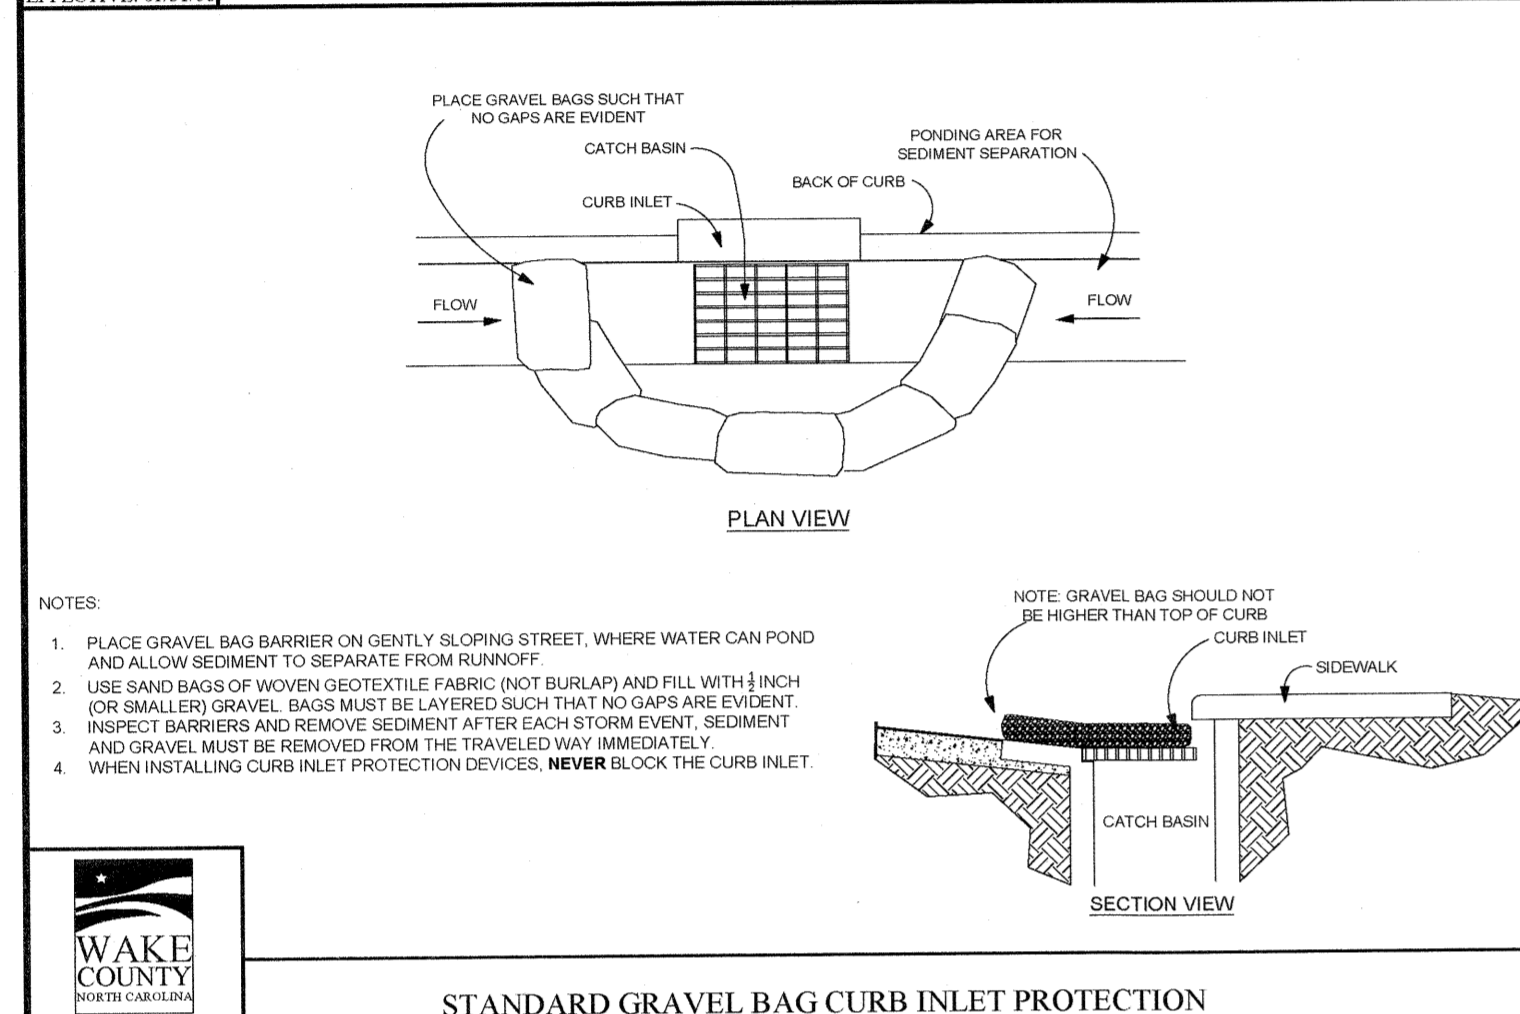 PLACE GRAVEL BAGS SUCH THAT
NO GAPS ARE EVIDENT
CATCH BASIN
CURB INLET
BACK OF CURB
PONDING AREA FOR
SEDIMENT SEPARATION
FLOW
FLOW
PLAN VIEW
NOTES:
1. PLACE GRAVEL BAG BARRIER ON GENTLY SLOPING STREET, WHERE WATER CAN POND
AND ALLOW SEDIMENT TO SEPARATE FROM RUNNOFF.
2. USE SAND BAGS OF WOVEN GEOTEXTILE FABRIC (NOT BURLAP) AND FILL WITH ½ INCH
(OR SMALLER) GRAVEL. BAGS MUST BE LAYERED SUCH THAT NO GAPS ARE EVIDENT.
3. INSPECT BARRIERS AND REMOVE SEDIMENT AFTER EACH STORM EVENT, SEDIMENT
AND GRAVEL MUST BE REMOVED FROM THE TRAVELED WAY IMMEDIATELY.
4. WHEN INSTALLING CURB INLET PROTECTION DEVICES, NEVER BLOCK THE CURB INLET.
NOTE: GRAVEL BAG SHOULD NOT
BE HIGHER THAN TOP OF CURB
CURB INLET
SIDEWALK
CATCH BASIN
SECTION VIEW
WAKE
COUNTY
NORTH CAROLINA
STANDARD GRAVEL BAG CURB INLET PROTECTION